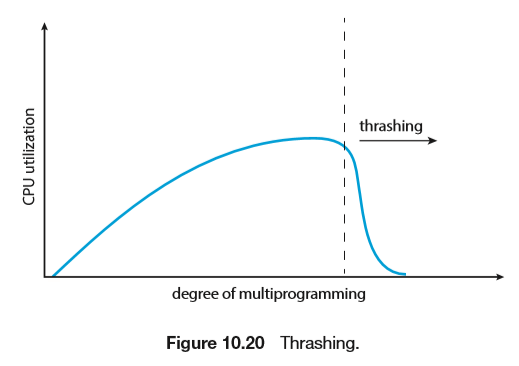 thrashing
CPU utilization
degree of multiprogramming
Figure 10.20 Thrashing.